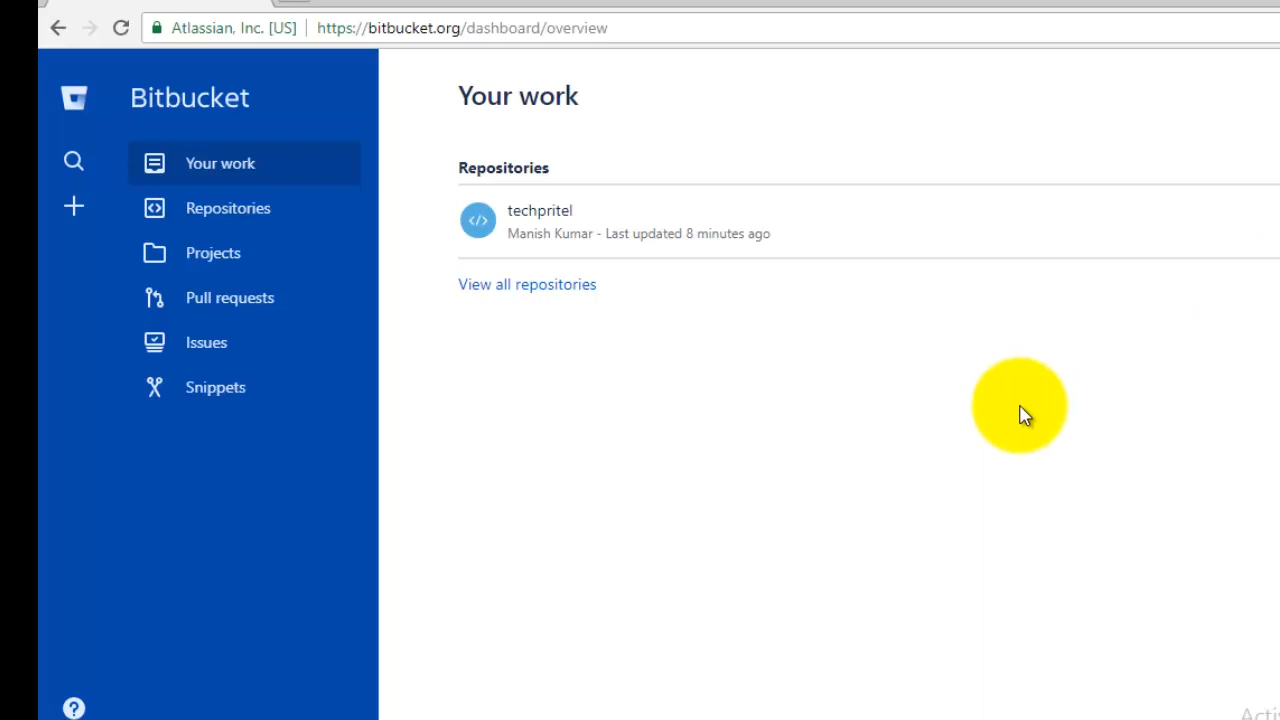 Atlassian, Inc. [US] https://bitbucket.org/dashboard/overview
Bitbucket
Your work
Repositories
Projects
Pull requests
Issues
Snippets
Your work
Repositories
techpritel
Manish Kumar - Last updated 8 minutes ago
View all repositories